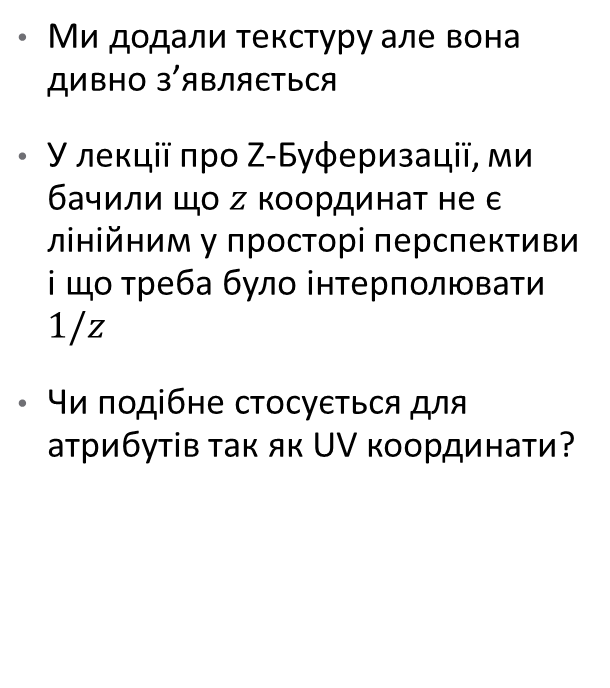 • Ми додали текстуру але вона
дивно з’являється
• У лекції про Z-Буферизації, ми
бачили що z координат не є
лінійним у просторі перспективи
і що треба було інтерполювати
1/z
• Чи подібне стосується для
атрибутів так як UV координати?